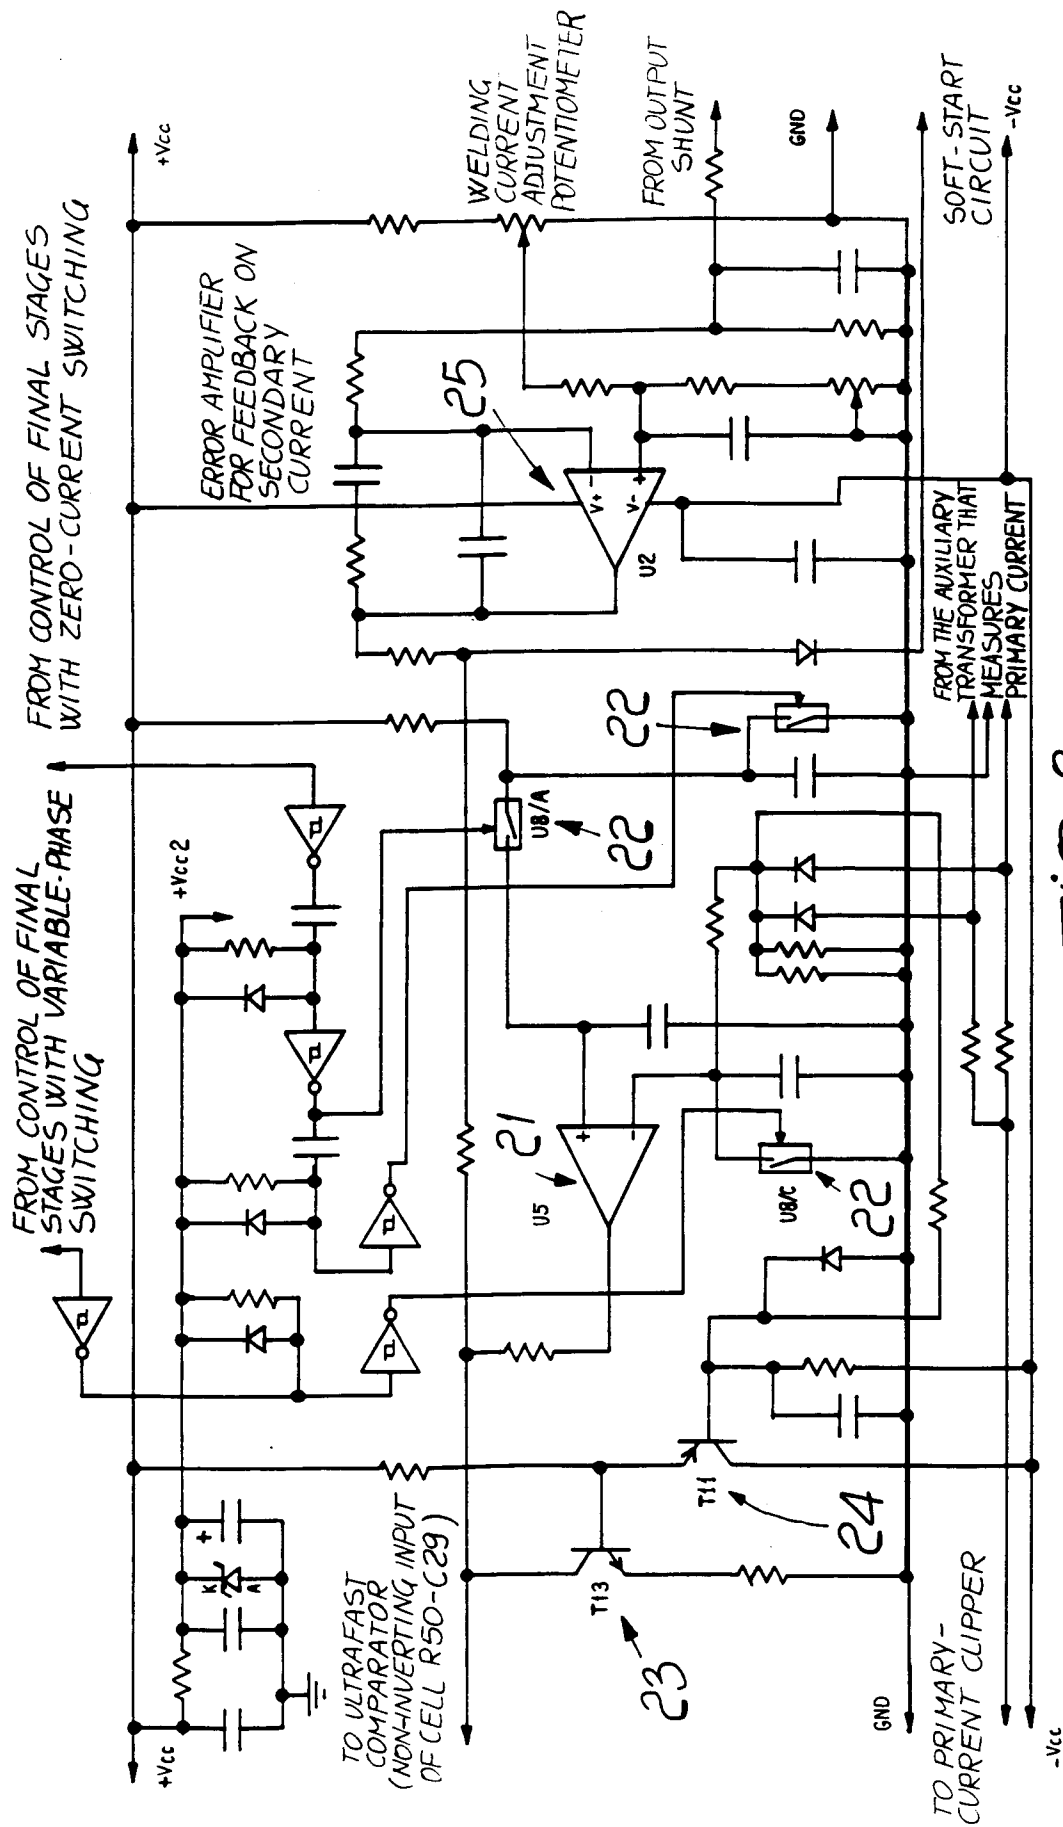 FROM CONTROL OF FINAL
STAGES WITH VARIABLE-PHASE
SWITCHING
FROM CONTROL OF FINAL STAGES
WITH ZERO-CURRENT SWITCHING
+Vcc
+Vcc2
+Vcc
K
A
+
ERROR AMPLIFIER
FOR FEEDBACK ON
SECONDARY
CURRENT
25
WELDING
CURRENT
ADJUSTMENT
POTENTIOMETER
TO ULTRAFAST
COMPARATOR
(NON-INVERTING INPUT
OF CELL R50-C29)
21
U5
+
-
U8/A
22
22
V+
V-
-
+
U2
FROM OUTPUT
SHUNT
T13
23
T11
24
U8/C
22
GND
GND
TO PRIMARY-
CURRENT CLIPPER
FROM THE AUXILIARY
TRANSFORMER THAT
MEASURES
PRIMARY CURRENT
SOFT-START
CIRCUIT
-Vcc
-Vcc